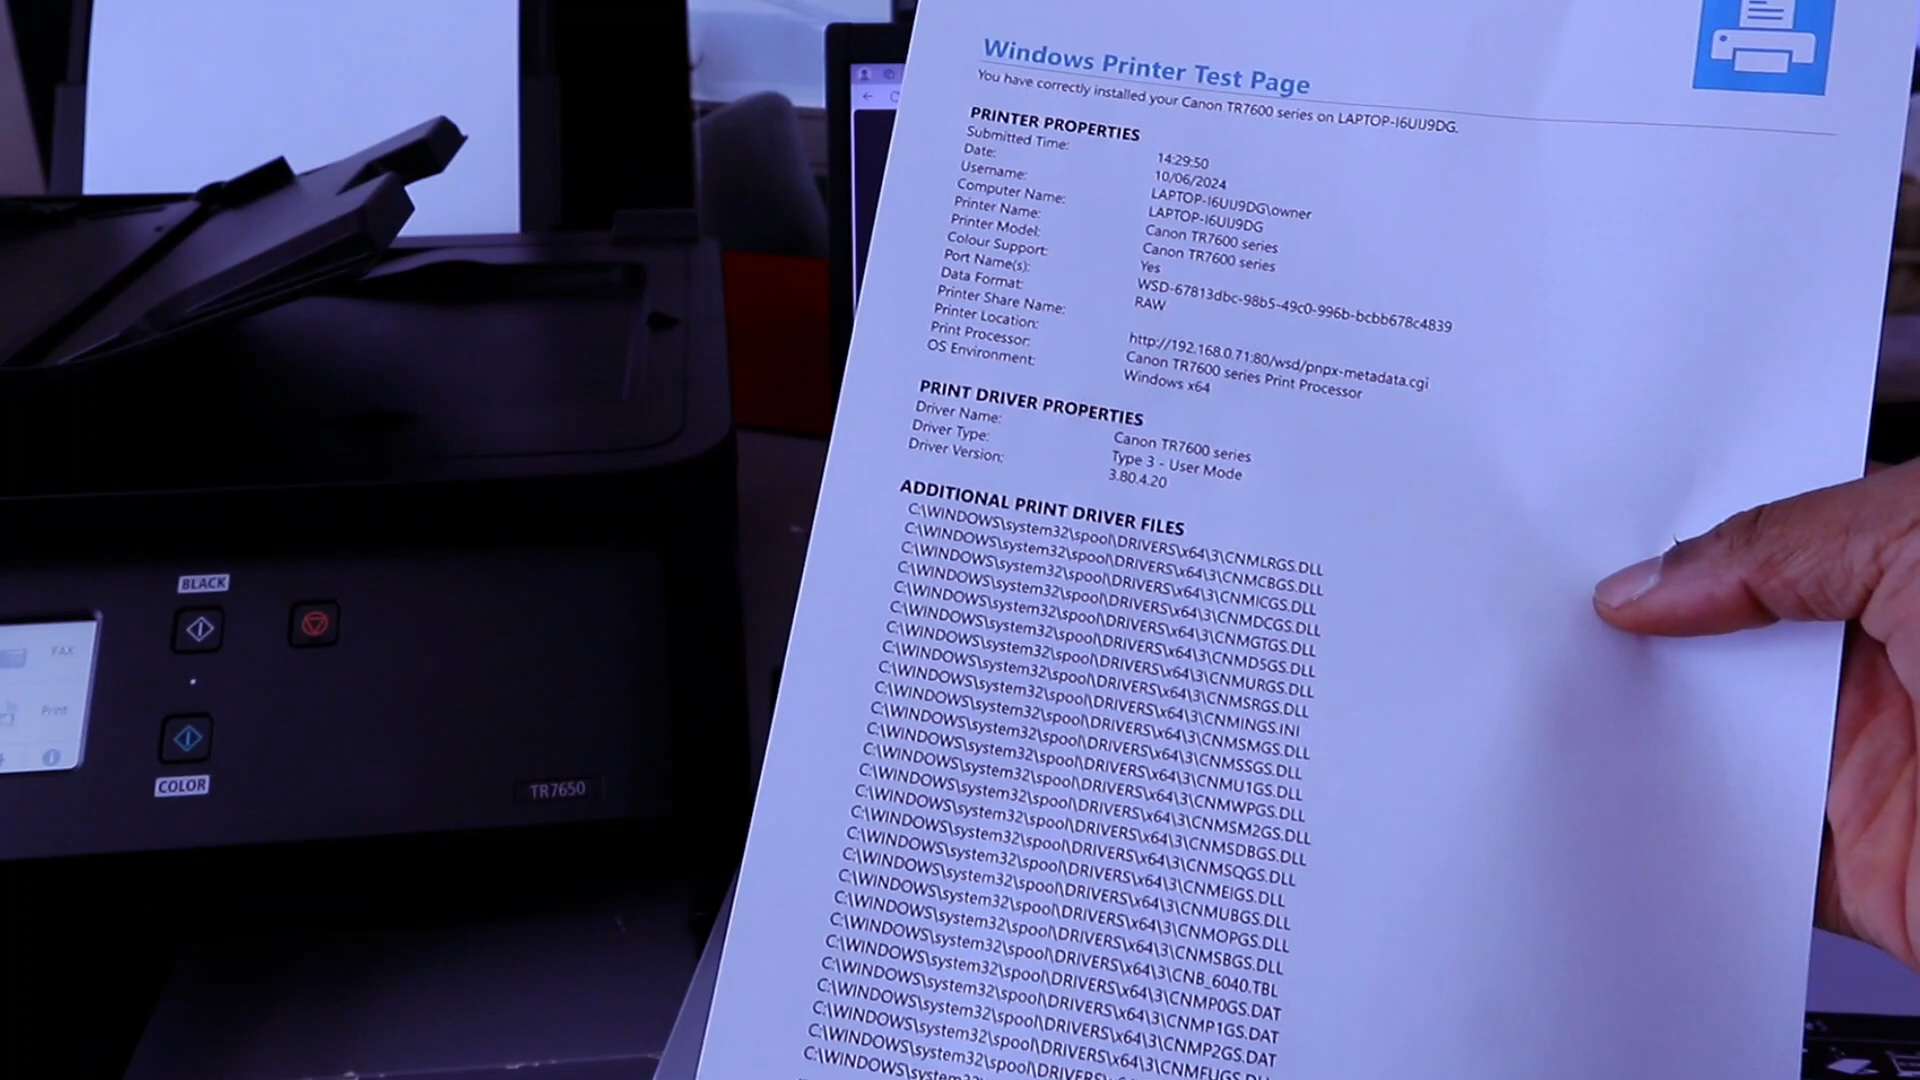 Windows Printer Test Page
You have correctly installed your Canon TR7600 series on LAPTOP-I6UIJ9DG.
PRINTER PROPERTIES
Submitted Time: 14:29:50
Date: 10/06/2024
Username: LAPTOP-I6UIJ9DG\owner
Computer Name: LAPTOP-I6UIJ9DG
Printer Name: Canon TR7600 series
Printer Model: Canon TR7600 series
Colour Support: Yes
Port Name(s): WSD-67813dbc-98b5-49c0-996b-bcbb678c4839
Data Format: RAW
Printer Share Name:
Printer Location: http://192.168.0.71:80/wsd/pnpx-metadata.cgi
Print Processor: Canon TR7600 series Print Processor
OS Environment: Windows x64
PRINT DRIVER PROPERTIES
Driver Name: Canon TR7600 series
Driver Type: Type 3 - User Mode
Driver Version: 3.80.4.20
ADDITIONAL PRINT DRIVER FILES
C:\WINDOWS\system32\spool\DRIVERS\x64\3\CNMLRGS.DLL
C:\WINDOWS\system32\spool\DRIVERS\x64\3\CNMCBGS.DLL
C:\WINDOWS\system32\spool\DRIVERS\x64\3\CNMICGS.DLL
C:\WINDOWS\system32\spool\DRIVERS\x64\3\CNMDCGS.DLL
C:\WINDOWS\system32\spool\DRIVERS\x64\3\CNMGTGS.DLL
C:\WINDOWS\system32\spool\DRIVERS\x64\3\CNMD5GS.DLL
C:\WINDOWS\system32\spool\DRIVERS\x64\3\CNMURGS.DLL
C:\WINDOWS\system32\spool\DRIVERS\x64\3\CNMSRGS.DLL
C:\WINDOWS\system32\spool\DRIVERS\x64\3\CNMINGS.INI
C:\WINDOWS\system32\spool\DRIVERS\x64\3\CNMSMGS.DLL
C:\WINDOWS\system32\spool\DRIVERS\x64\3\CNMSSGS.DLL
C:\WINDOWS\system32\spool\DRIVERS\x64\3\CNMU1GS.DLL
C:\WINDOWS\system32\spool\DRIVERS\x64\3\CNMWPGS.DLL
C:\WINDOWS\system32\spool\DRIVERS\x64\3\CNMSM2GS.DLL
C:\WINDOWS\system32\spool\DRIVERS\x64\3\CNMSDBGS.DLL
C:\WINDOWS\system32\spool\DRIVERS\x64\3\CNMSQGS.DLL
C:\WINDOWS\system32\spool\DRIVERS\x64\3\CNMEIGS.DLL
C:\WINDOWS\system32\spool\DRIVERS\x64\3\CNMUBGS.DLL
C:\WINDOWS\system32\spool\DRIVERS\x64\3\CNMOPGS.DLL
C:\WINDOWS\system32\spool\DRIVERS\x64\3\CNMSBGS.DLL
C:\WINDOWS\system32\spool\DRIVERS\x64\3\CNB_6040.TBL
C:\WINDOWS\system32\spool\DRIVERS\x64\3\CNMP0GS.DAT
C:\WINDOWS\system32\spool\DRIVERS\x64\3\CNMP1GS.DAT
C:\WINDOWS\system32\spool\DRIVERS\x64\3\CNMP2GS.DAT
C:\WINDOWS\system32\spool\DRIVERS\x64\3\CNMFUGS.DLL
C:\WINDOWS\system32\spool\DRIVERS
BLACK
FAX
Print
COLOR
TR7650